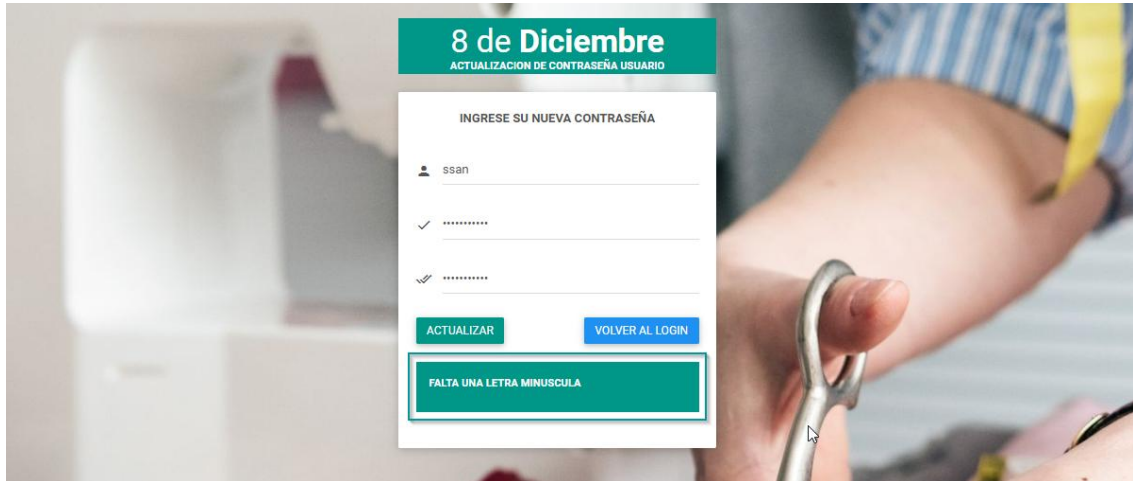 8 de Diciembre
ACTUALIZACION DE CONTRASEÑA USUARIO
INGRESE SU NUEVA CONTRASEÑA
ssan
•••••••••••
•••••••••••
ACTUALIZAR VOLVER AL LOGIN
FALTA UNA LETRA MINUSCULA